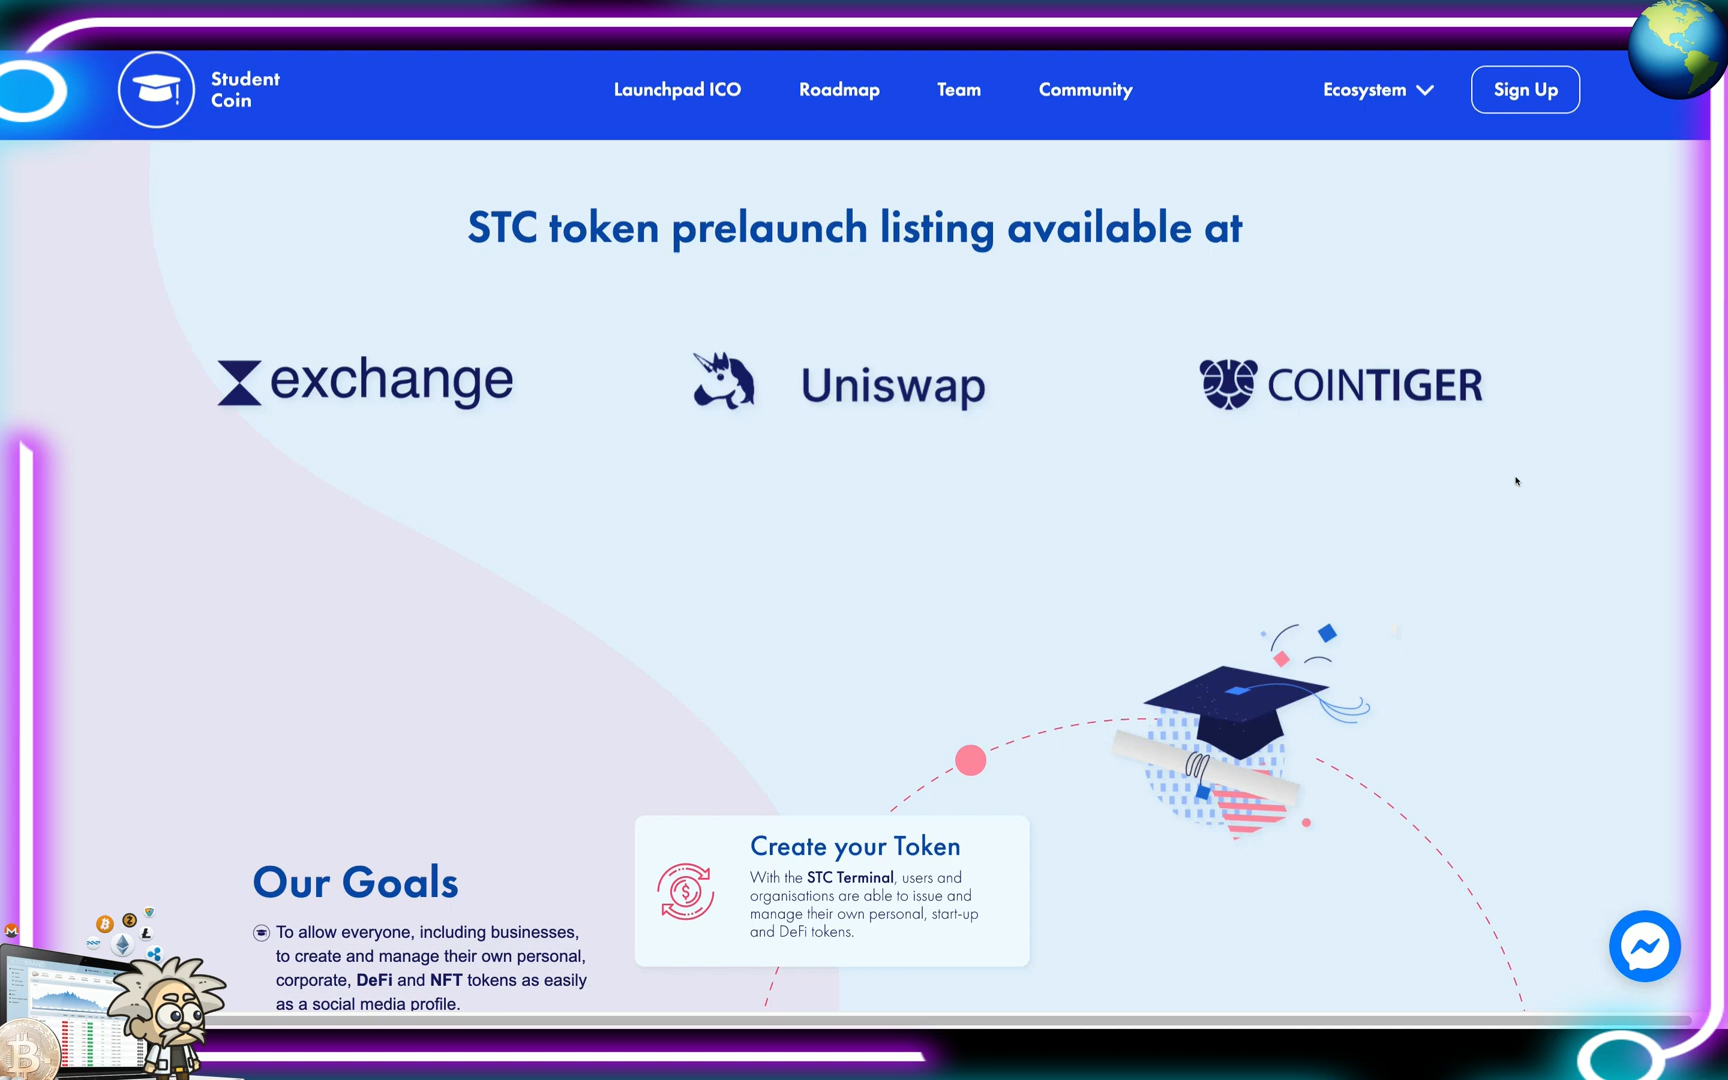 Student
Coin
Launchpad ICO
Roadmap
Team
Community
Ecosystem
Sign Up
STC token prelaunch listing available at
exchange
Uniswap
COINTIGER
Create your Token
With the STC Terminal, users and
organisations are able to issue and
manage their own personal, start-up
and DeFi tokens.
Our Goals
To allow everyone, including businesses,
to create and manage their own personal,
corporate, DeFi and NFT tokens as easily
as a social media profile.